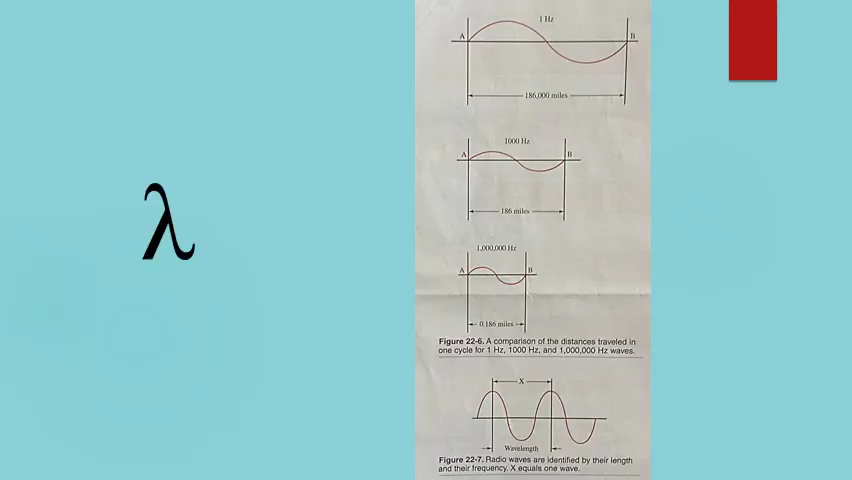 λ
1 Hz
A
B
186,000 miles
1000 Hz
A
B
186 miles
1,000,000 Hz
A
B
0.186 miles
Figure 22-6. A comparison of the distances traveled in
one cycle for 1 Hz, 1000 Hz, and 1,000,000 Hz waves.
X
Wavelength
Figure 22-7. Radio waves are identified by their length
and their frequency. X equals one wave.